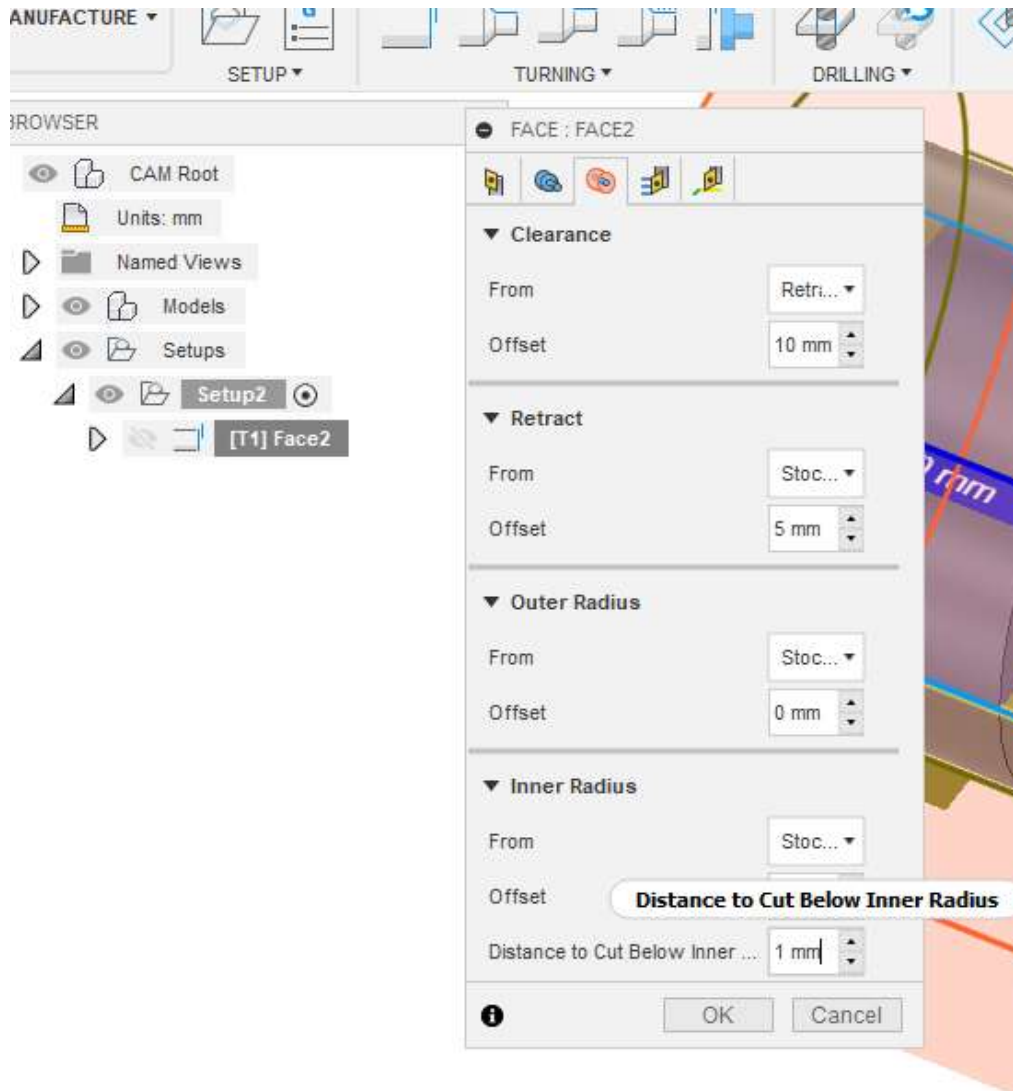 ANUFACTURE
G
SETUP
TURNING
DRILLING
BROWSER
CAM Root
Units: mm
Named Views
Models
Setups
Setup2
[T1] Face2
FACE : FACE2
Clearance
From Retri...
Offset 10 mm
Retract
From Stoc...
Offset 5 mm
Outer Radius
From Stoc...
Offset 0 mm
Inner Radius
From Stoc...
Offset
Distance to Cut Below Inner Radius
Distance to Cut Below Inner ... 1 mm
OK Cancel
mm